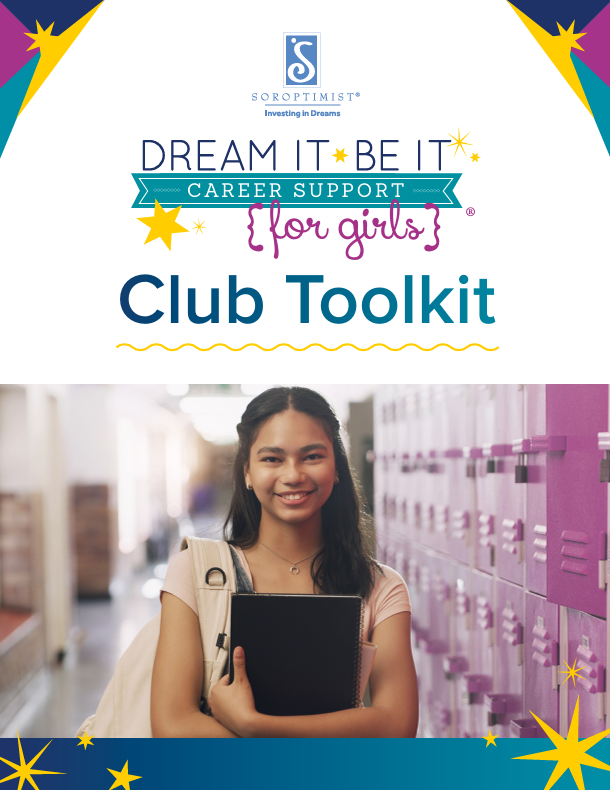 SOROPTIMIST®
Investing in Dreams
DREAM IT BE IT
CAREER SUPPORT
{for girls}®
Club Toolkit